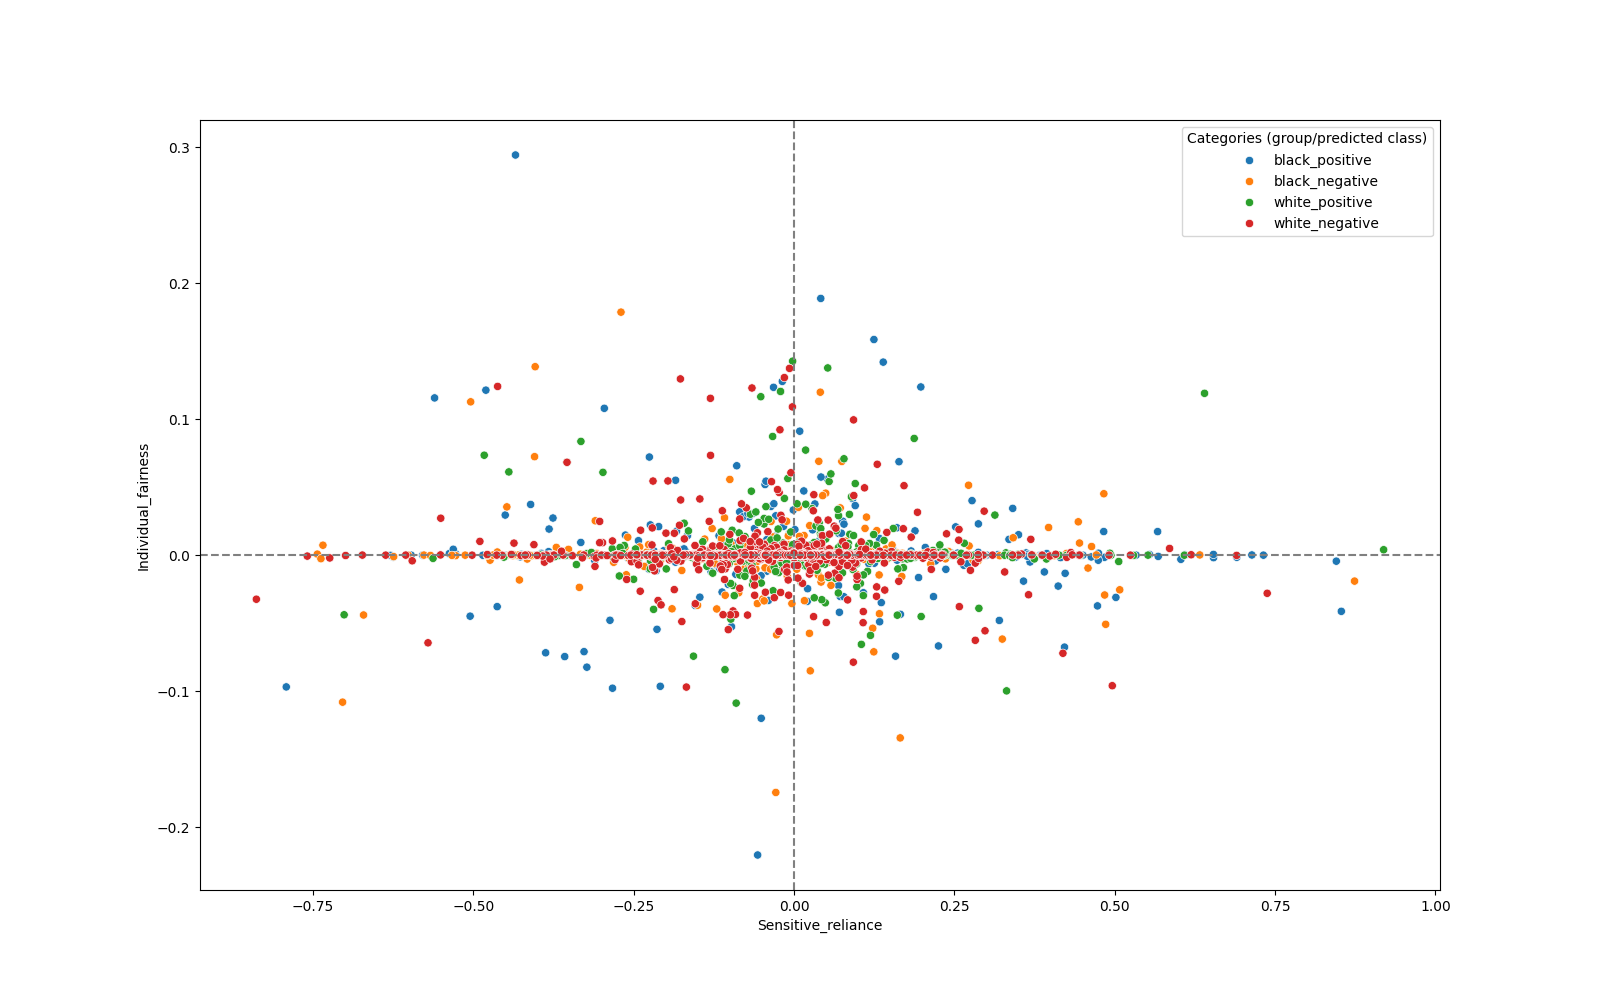 Categories (group/predicted class)
black_positive
black_negative
white_positive
white_negative
0.3
0.2
0.1
0.0
−0.1
−0.2
Individual_fairness
−0.75 −0.50 −0.25 0.00 0.25 0.50 0.75 1.00
Sensitive_reliance